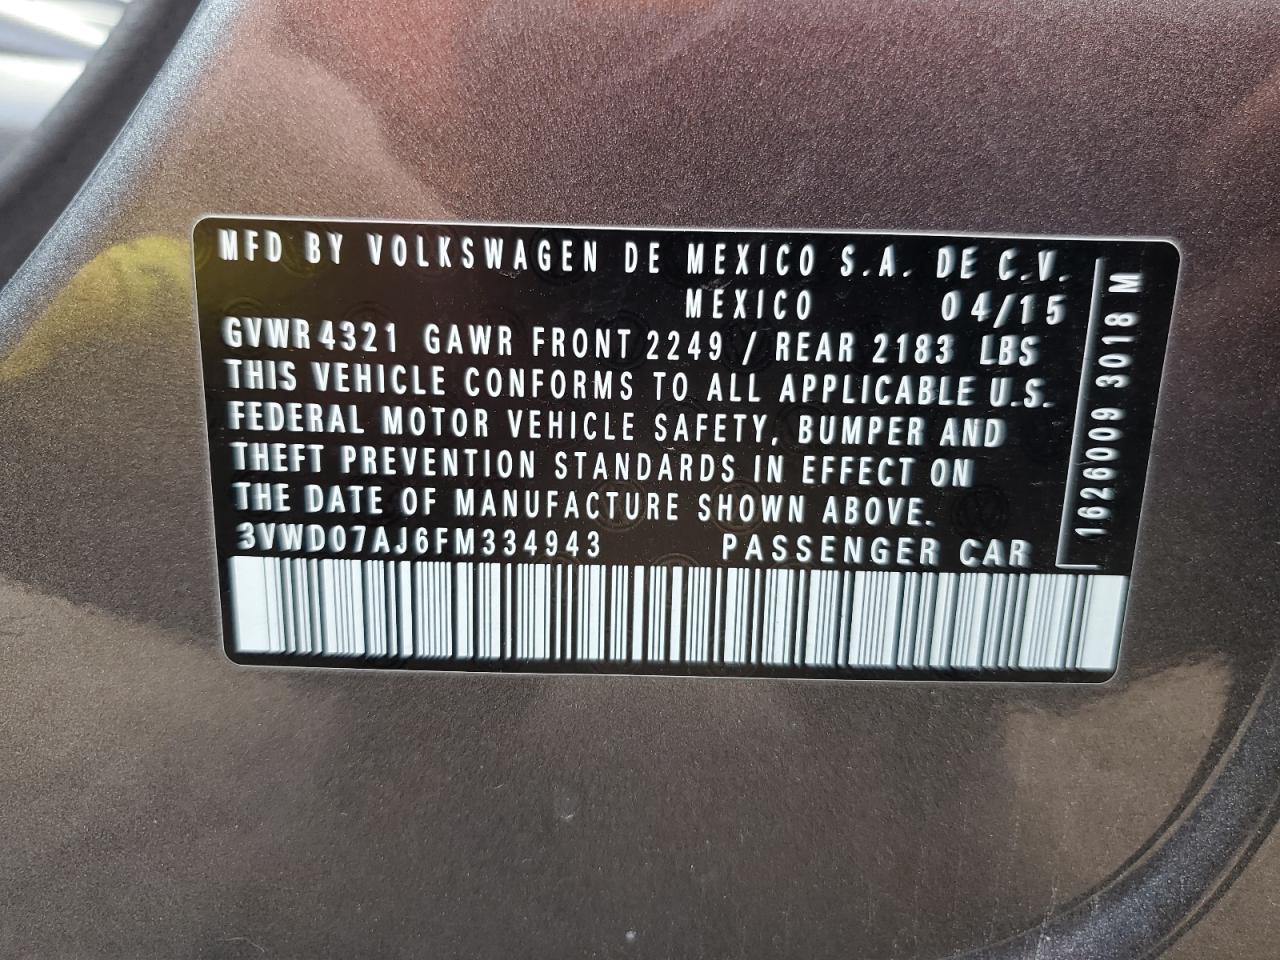 MFD BY VOLKSWAGEN DE MEXICO S.A. DE C.V.
MEXICO 04/15
GVWR 4321 GAWR FRONT 2249 / REAR 2183 LBS
THIS VEHICLE CONFORMS TO ALL APPLICABLE U.S.
FEDERAL MOTOR VEHICLE SAFETY, BUMPER AND
THEFT PREVENTION STANDARDS IN EFFECT ON
THE DATE OF MANUFACTURE SHOWN ABOVE.
3VWD07AJ6FM334943 PASSENGER CAR
1626009 3018 M